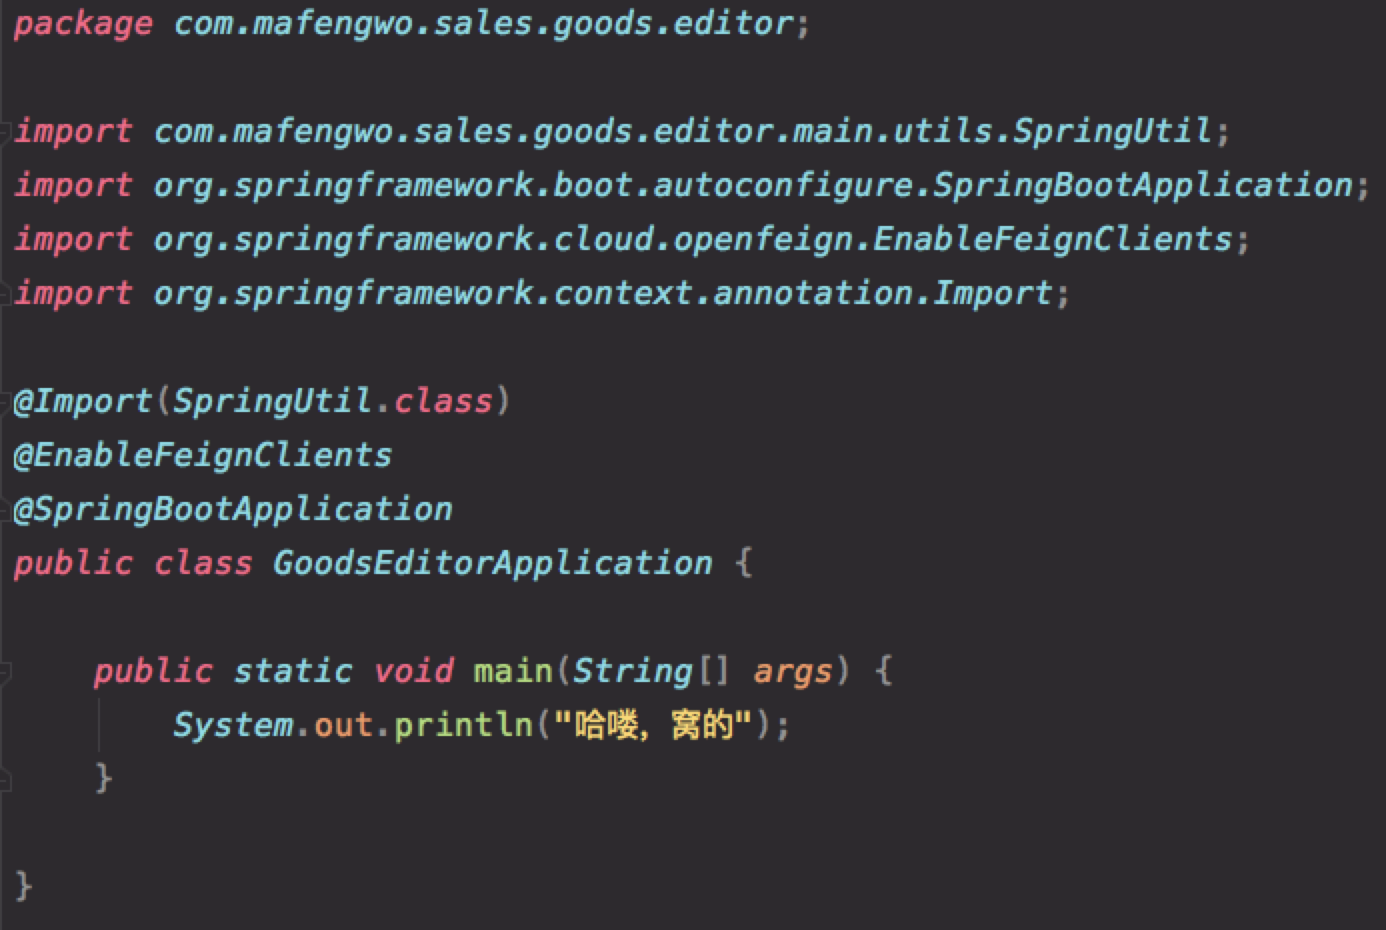 package com.mafengwo.sales.goods.editor;
import com.mafengwo.sales.goods.editor.main.utils.SpringUtil;
import org.springframework.boot.autoconfigure.SpringBootApplication;
import org.springframework.cloud.openfeign.EnableFeignClients;
import org.springframework.context.annotation.Import;
@Import(SpringUtil.class)
@EnableFeignClients
@SpringBootApplication
public class GoodsEditorApplication {
    public static void main(String[] args) {
        System.out.println("哈喽，窝的");
    }
}